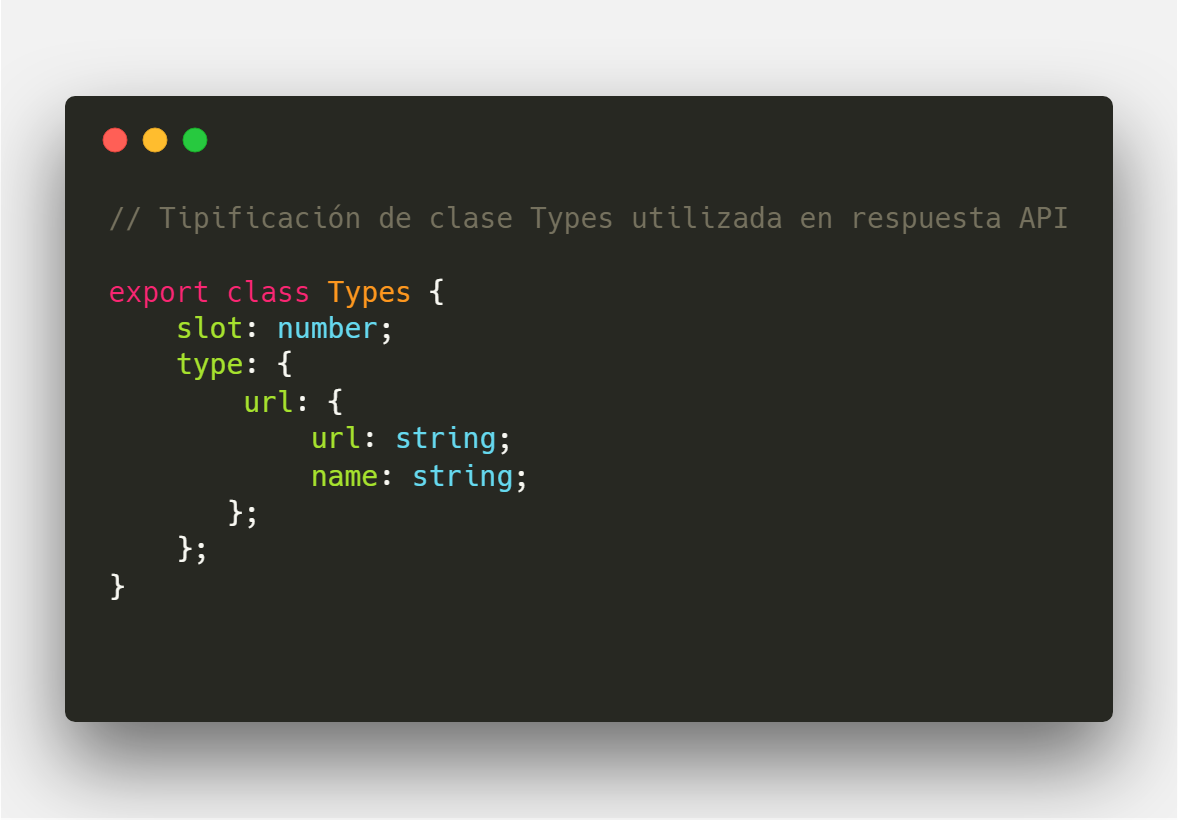 // Tipificación de clase Types utilizada en respuesta API
export class Types {
    slot: number;
    type: {
        url: {
            url: string;
            name: string;
       };
    };
}